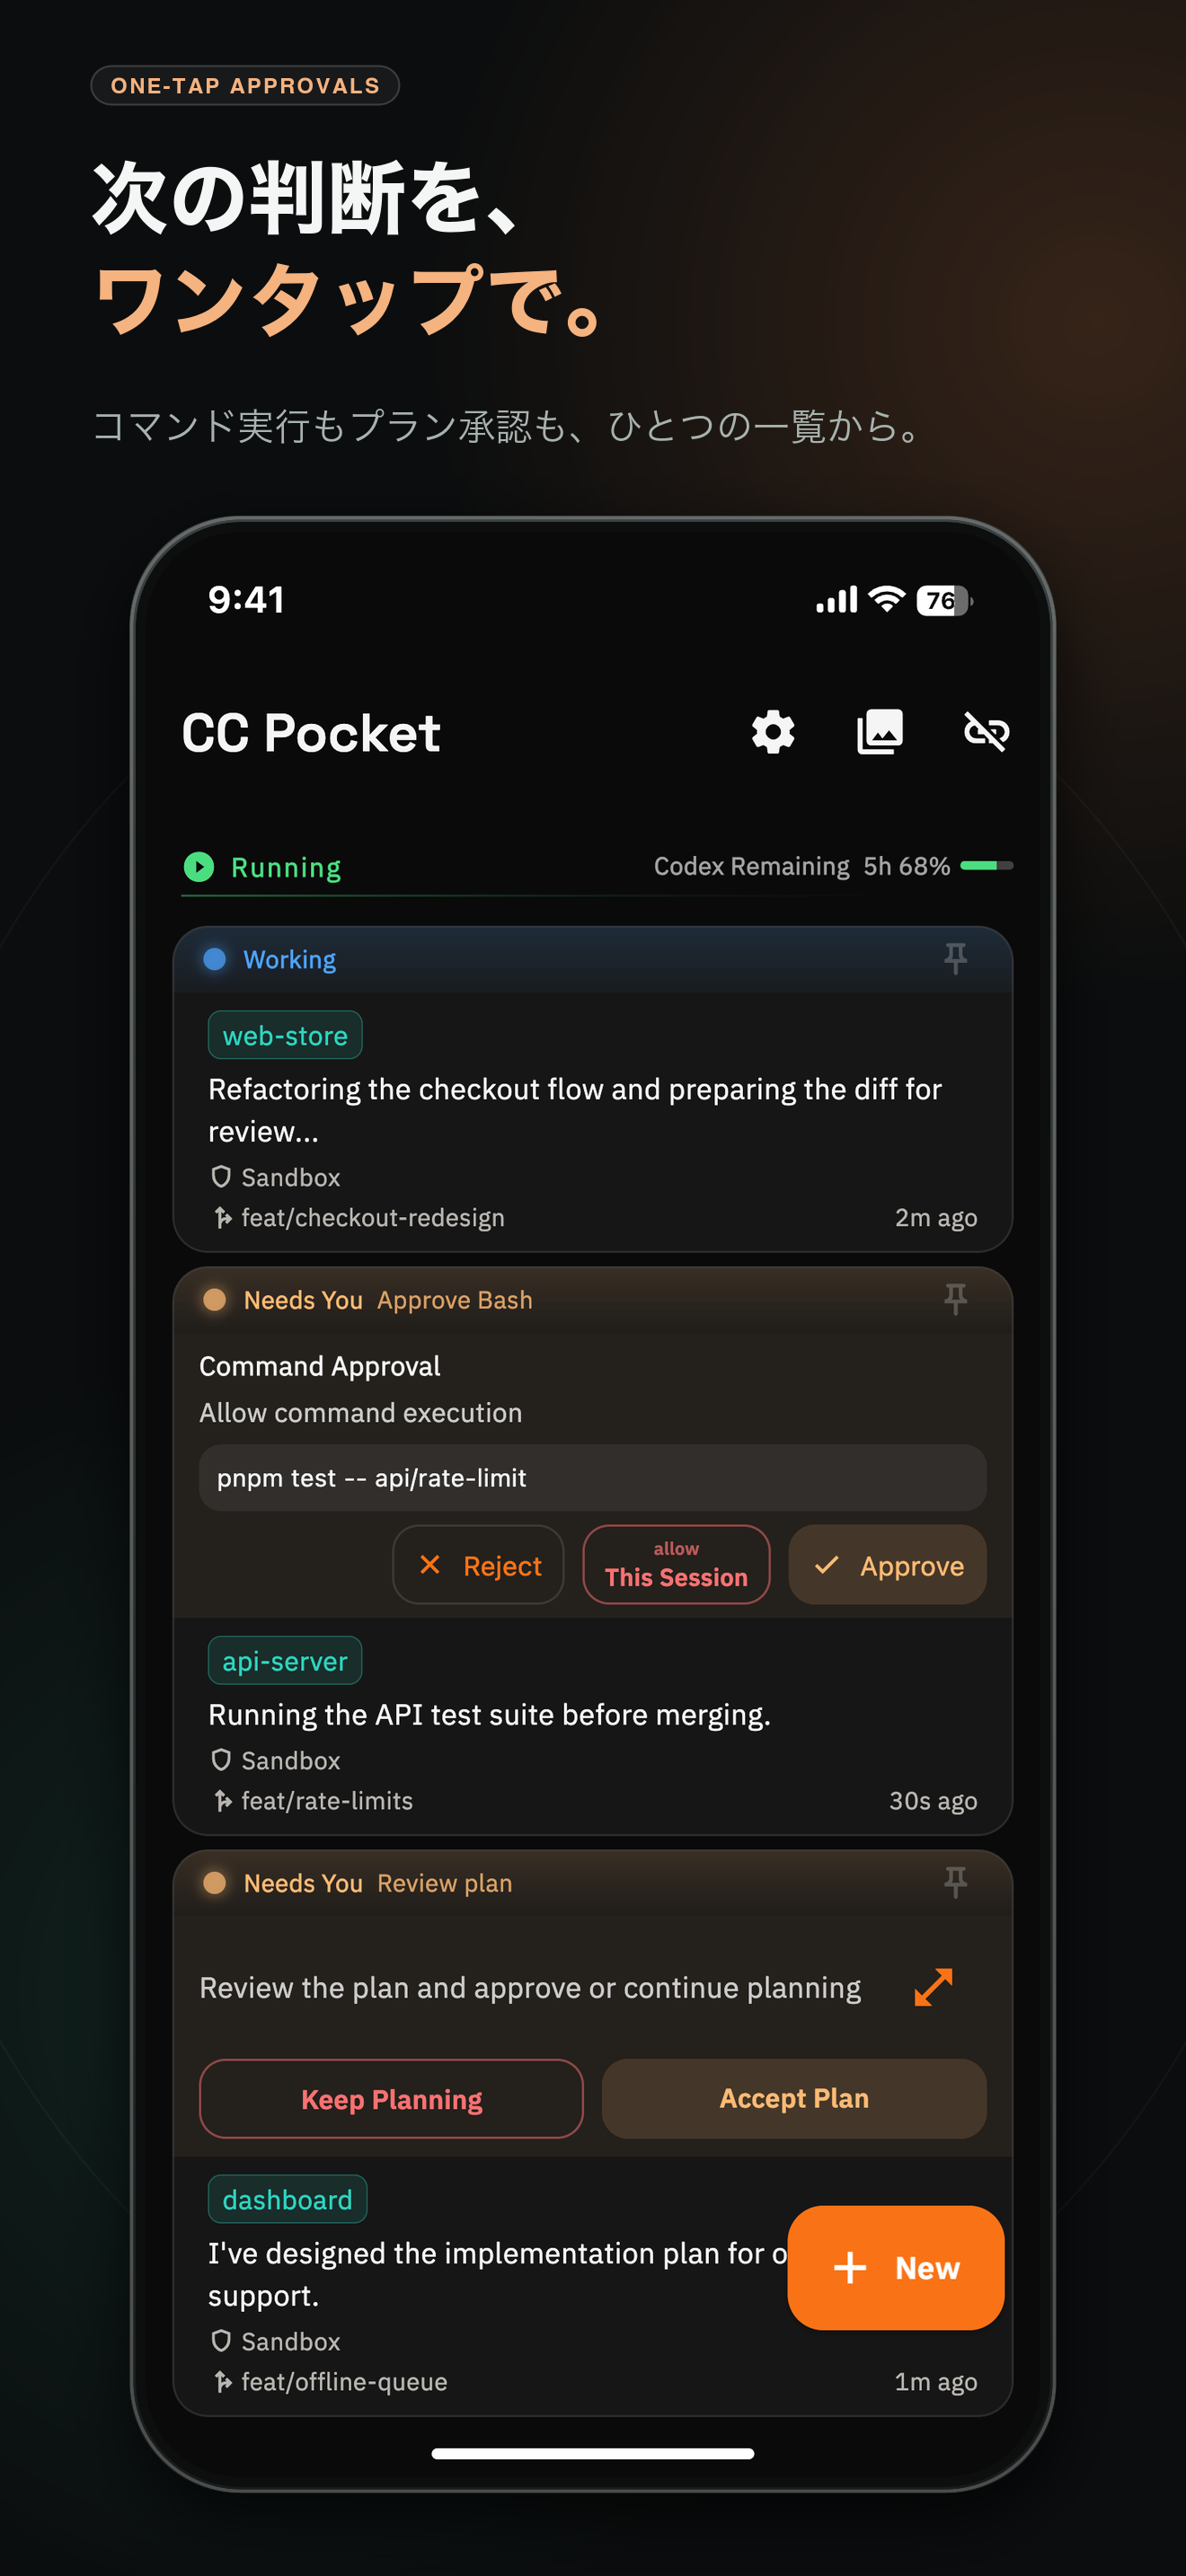 ONE-TAP APPROVALS
次の判断を、
ワンタップで。
コマンド実行もプラン承認も、ひとつの一覧から。
9:41
76
CC Pocket
Running
Codex Remaining 5h 68%
Working
web-store
Refactoring the checkout flow and preparing the diff for
review...
Sandbox
feat/checkout-redesign
2m ago
Needs You Approve Bash
Command Approval
Allow command execution
pnpm test -- api/rate-limit
Reject
allow
This Session
Approve
api-server
Running the API test suite before merging.
Sandbox
feat/rate-limits
30s ago
Needs You Review plan
Review the plan and approve or continue planning
Keep Planning
Accept Plan
dashboard
I've designed the implementation plan for
support.
New
Sandbox
feat/offline-queue
1m ago